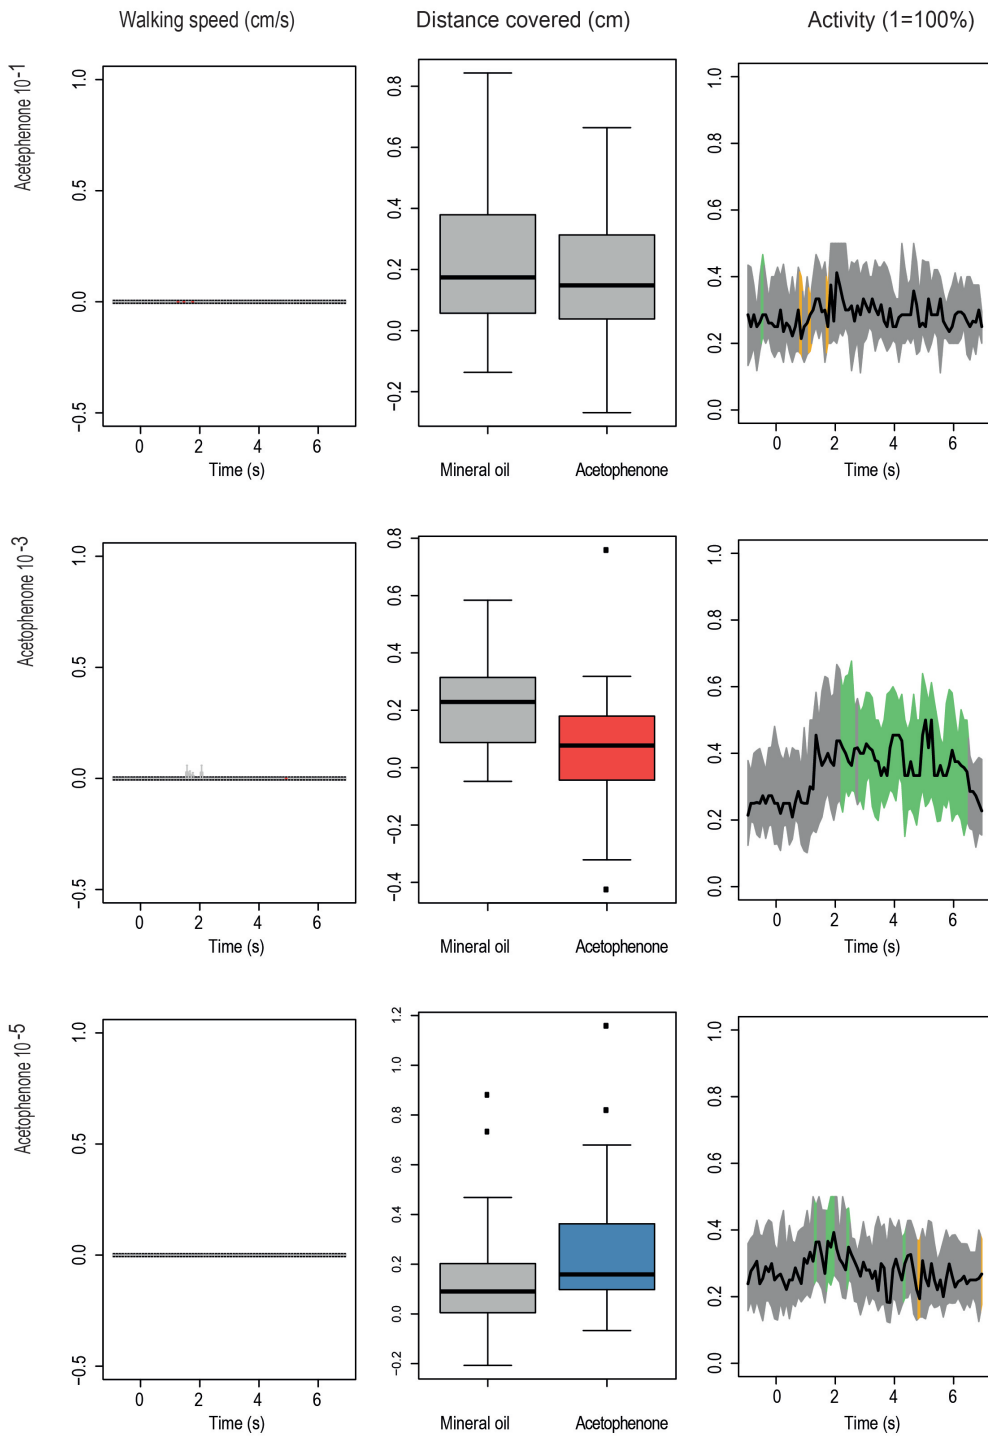 Walking speed (cm/s) Distance covered (cm) Activity (1=100%)
Acetephenone 10-1
1.0
0.5
0.0
-0.5
0 2 4 6
Time (s)
0.8
0.6
0.4
0.2
0.0
-0.2
Mineral oil Acetophenone
1.0
0.8
0.6
0.4
0.2
0.0
0 2 4 6
Time (s)
Acetophenone 10-3
1.0
0.5
0.0
-0.5
0 2 4 6
Time (s)
0.8
0.6
0.4
0.2
0.0
-0.2
-0.4
Mineral oil Acetophenone
1.0
0.8
0.6
0.4
0.2
0.0
0 2 4 6
Time (s)
Acetophenone 10-5
1.0
0.5
0.0
-0.5
0 2 4 6
Time (s)
1.2
1.0
0.8
0.6
0.4
0.2
0.0
-0.2
Mineral oil Acetophenone
1.0
0.8
0.6
0.4
0.2
0.0
0 2 4 6
Time (s)